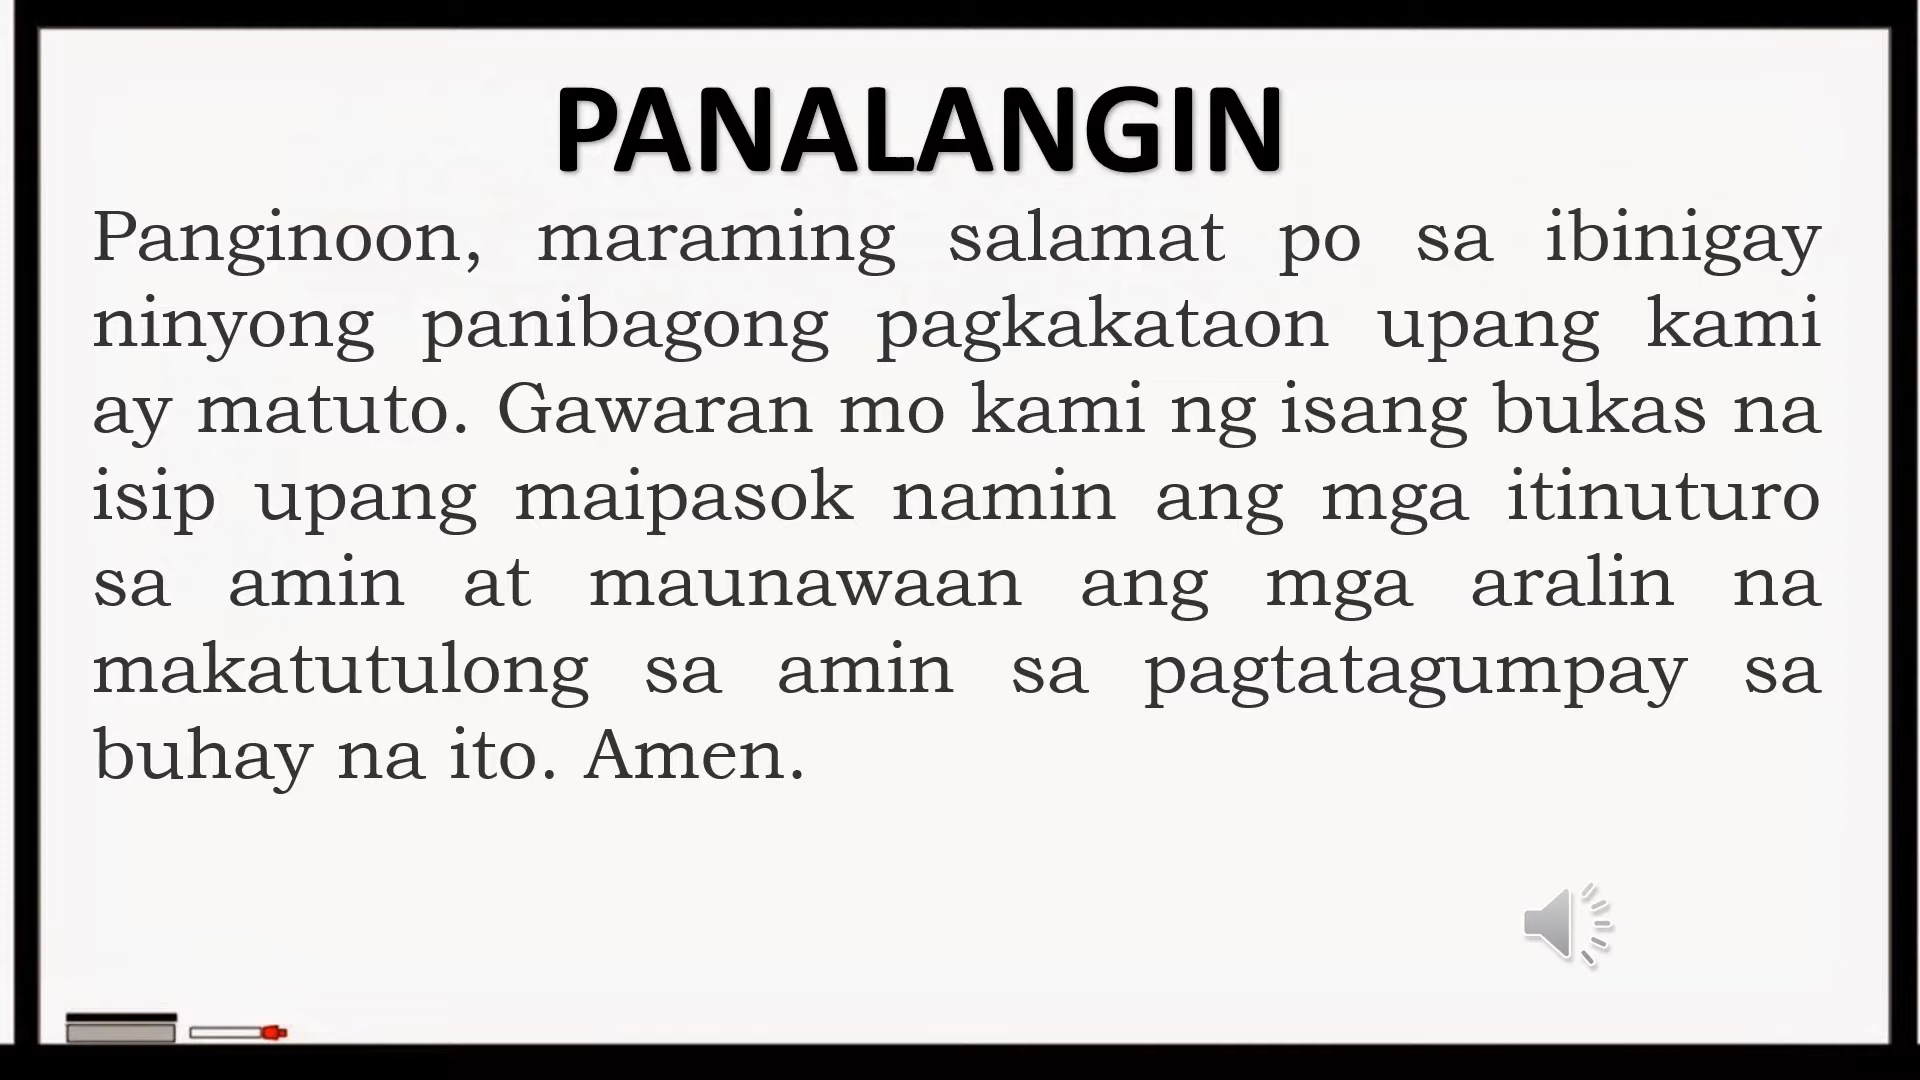 PANALANGIN
Panginoon, maraming salamat po sa ibinigay
ninyong panibagong pagkakataon upang kami
ay matuto. Gawaran mo kami ng isang bukas na
isip upang maipasok namin ang mga itinuturo
sa amin at maunawaan ang mga aralin na
makatutulong sa amin sa pagtatagumpay sa
buhay na ito. Amen.